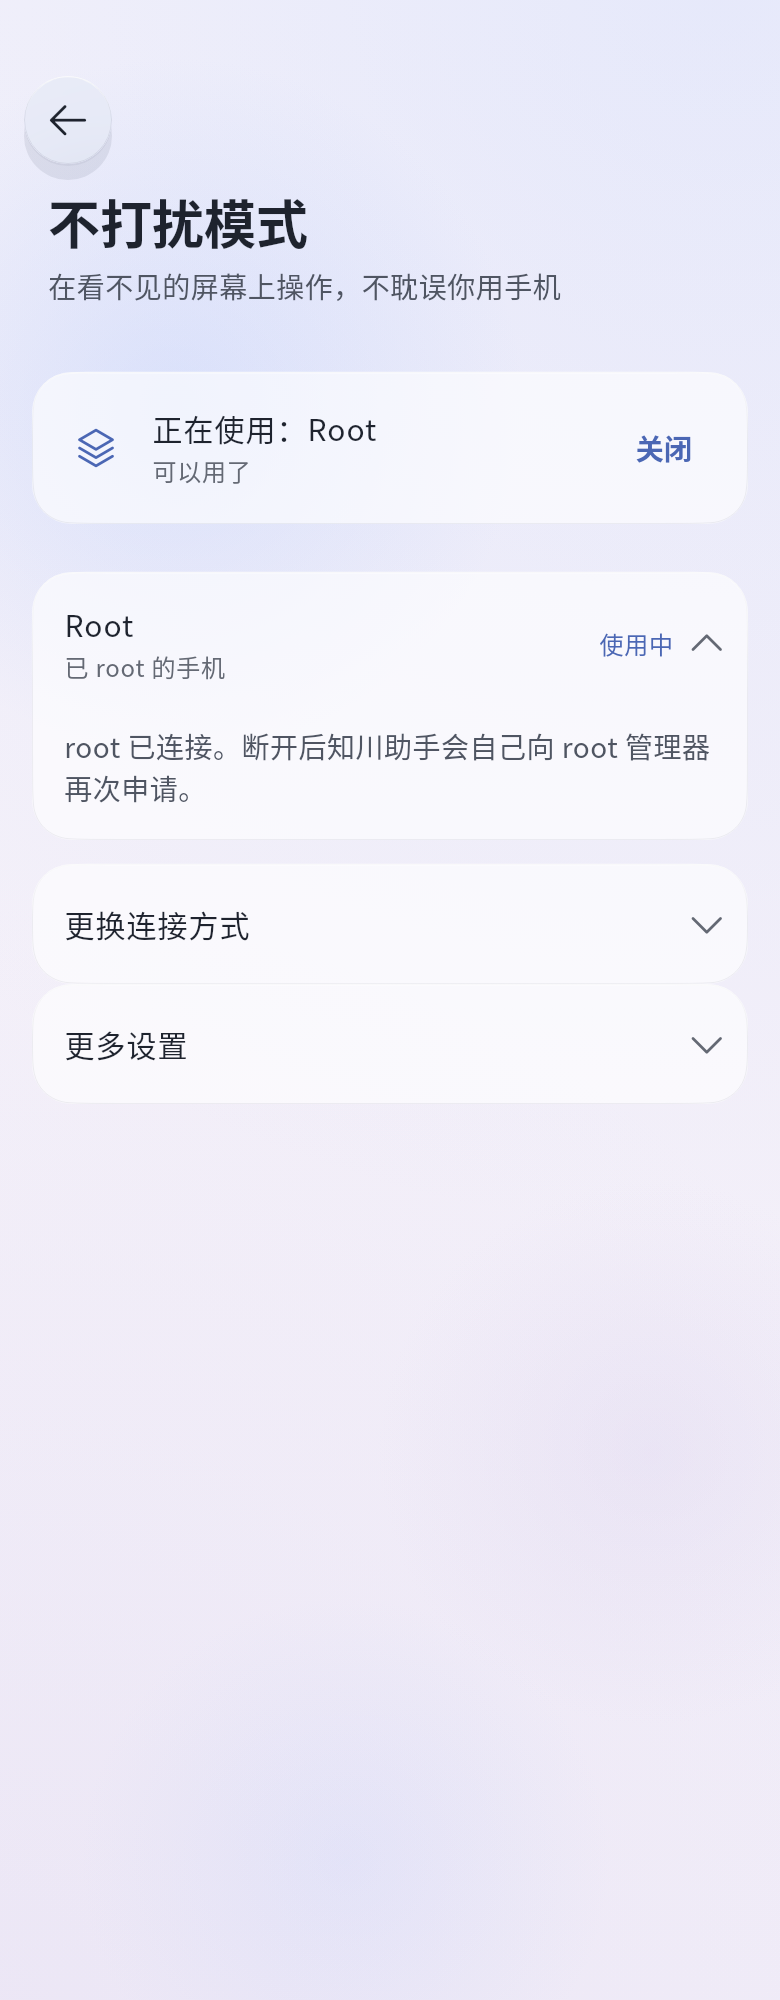 不打扰模式
在看不见的屏幕上操作，不耽误你用手机
正在使用：Root
可以用了
关闭
Root
已 root 的手机
使用中
root 已连接。断开后知川助手会自己向 root 管理器
再次申请。
更换连接方式
更多设置